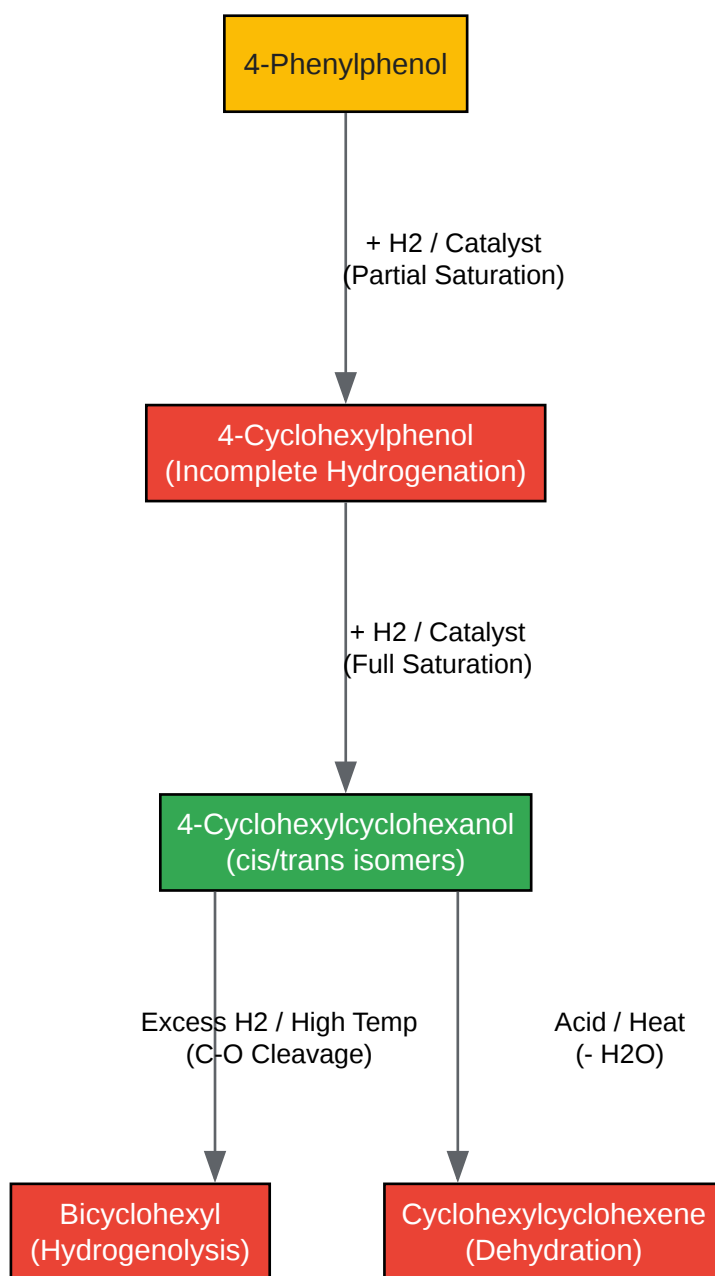 4-Phenylphenol
+ H2 / Catalyst
(Partial Saturation)
4-Cyclohexylphenol
(Incomplete Hydrogenation)
+ H2 / Catalyst
(Full Saturation)
4-Cyclohexylcyclohexanol
(cis/trans isomers)
Excess H2 / High Temp
(C-O Cleavage)
Acid / Heat
(- H2O)
Bicyclohexyl
(Hydrogenolysis)
Cyclohexylcyclohexene
(Dehydration)